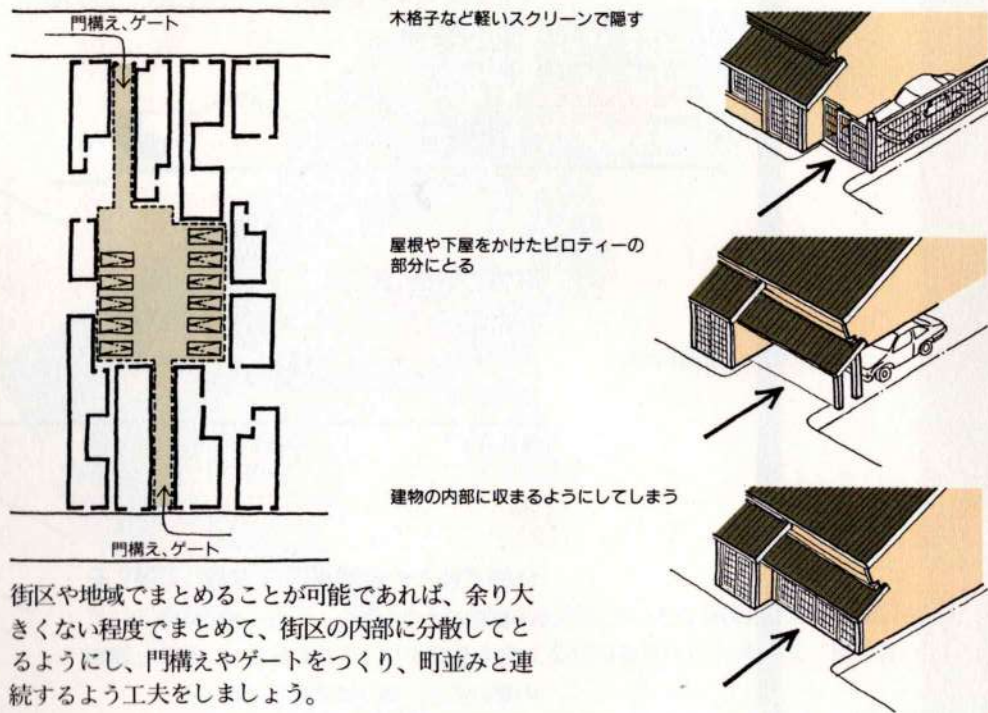 門構え、ゲート
門構え、ゲート
街区や地域でまとめることが可能であれば、余り大
きくない程度でまとめて、街区の内部に分散してと
るようにし、門構えやゲートをつくり、町並みと連
続するよう工夫をしましょう。
木格子など軽いスクリーンで隠す
屋根や下屋をかけたピロティーの
部分にとる
建物の内部に収まるようにしてしまう